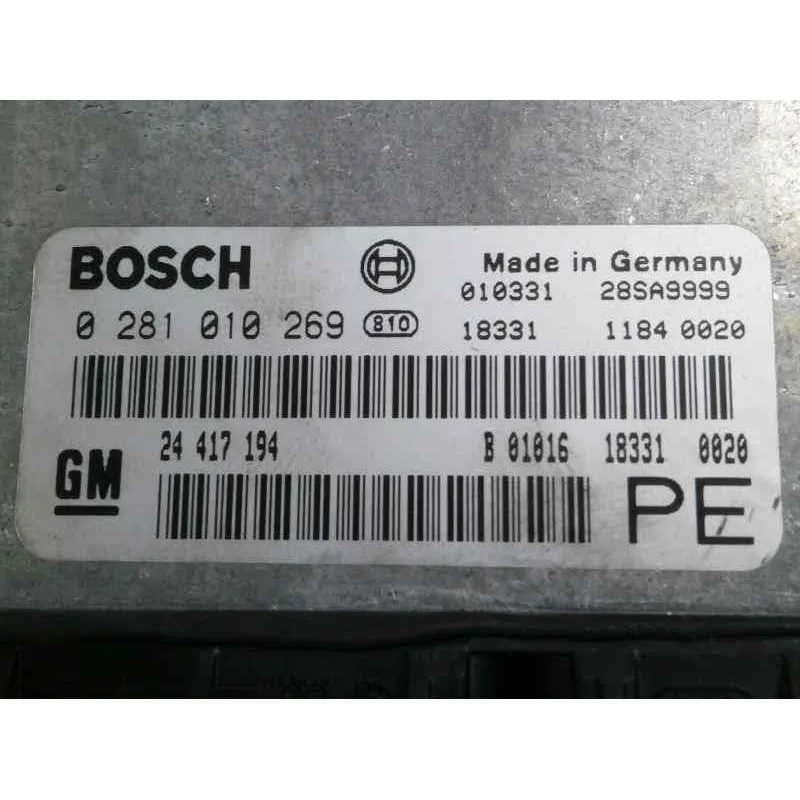 BOSCH Made in Germany
010331 28SA9999
0 281 010 269 810 18331 1184 0020
24 417 194 B 01016 18331 0020
GM PE